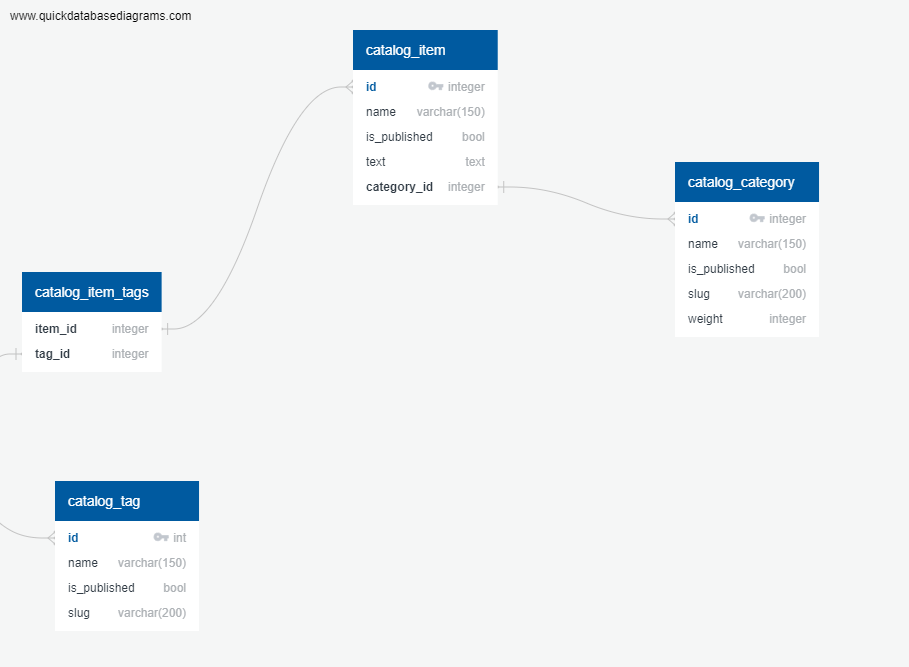 www.quickdatabasediagrams.com
catalog_item
id integer
name varchar(150)
is_published bool
text text
category_id integer
catalog_category
id integer
name varchar(150)
is_published bool
slug varchar(200)
weight integer
catalog_item_tags
item_id integer
tag_id integer
catalog_tag
id int
name varchar(150)
is_published bool
slug varchar(200)